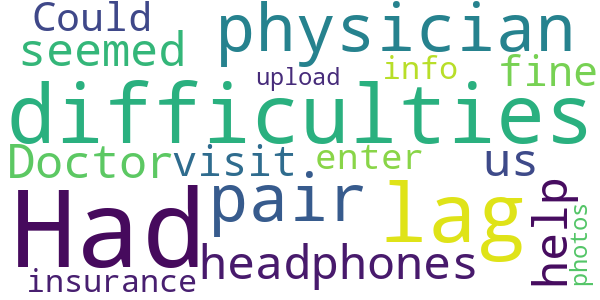 Could
physician
seemed
info
fine
upload
difficulties
Doctor
visit
enter
us
Had
pair
lag
help
photos
headphones
insurance